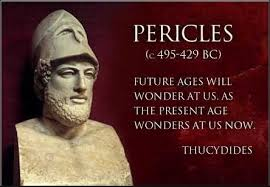 PERICLES
(c. 495-429 BC)
FUTURE AGES WILL
WONDER AT US, AS
THE PRESENT AGE
WONDERS AT US NOW.
THUCYDIDES